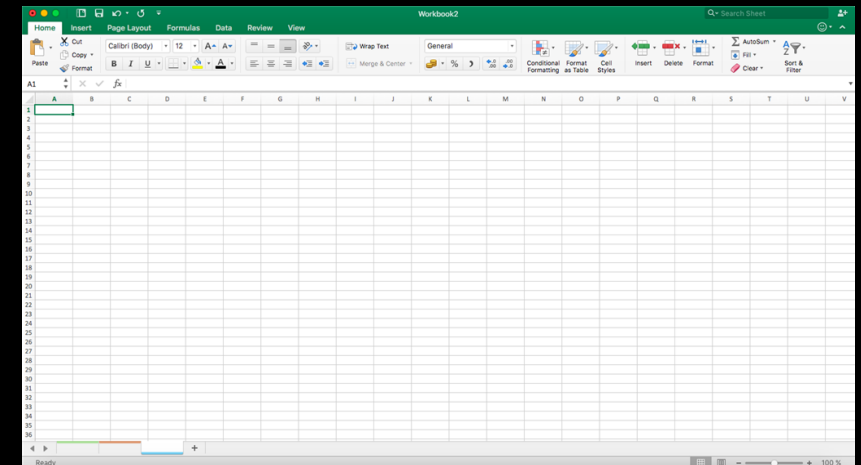 Workbook2
Search Sheet
Home Insert Page Layout Formulas Data Review View
Cut
Copy
Format
Paste
Calibri (Body) 12 A A
B I U A
Wrap Text
Merge & Center
General
% )
.0 .00
.00 .0
Conditional Formatting
Format as Table
Cell Styles
Insert
Delete
Format
AutoSum
Fill
Clear
A Z
Sort & Filter
A1 fx
A B C D E F G H I J K L M N O P Q R S T U V
1
2
3
4
5
6
7
8
9
10
11
12
13
14
15
16
17
18
19
20
21
22
23
24
25
26
27
28
29
30
31
32
33
34
35
36
+
Ready
100 %